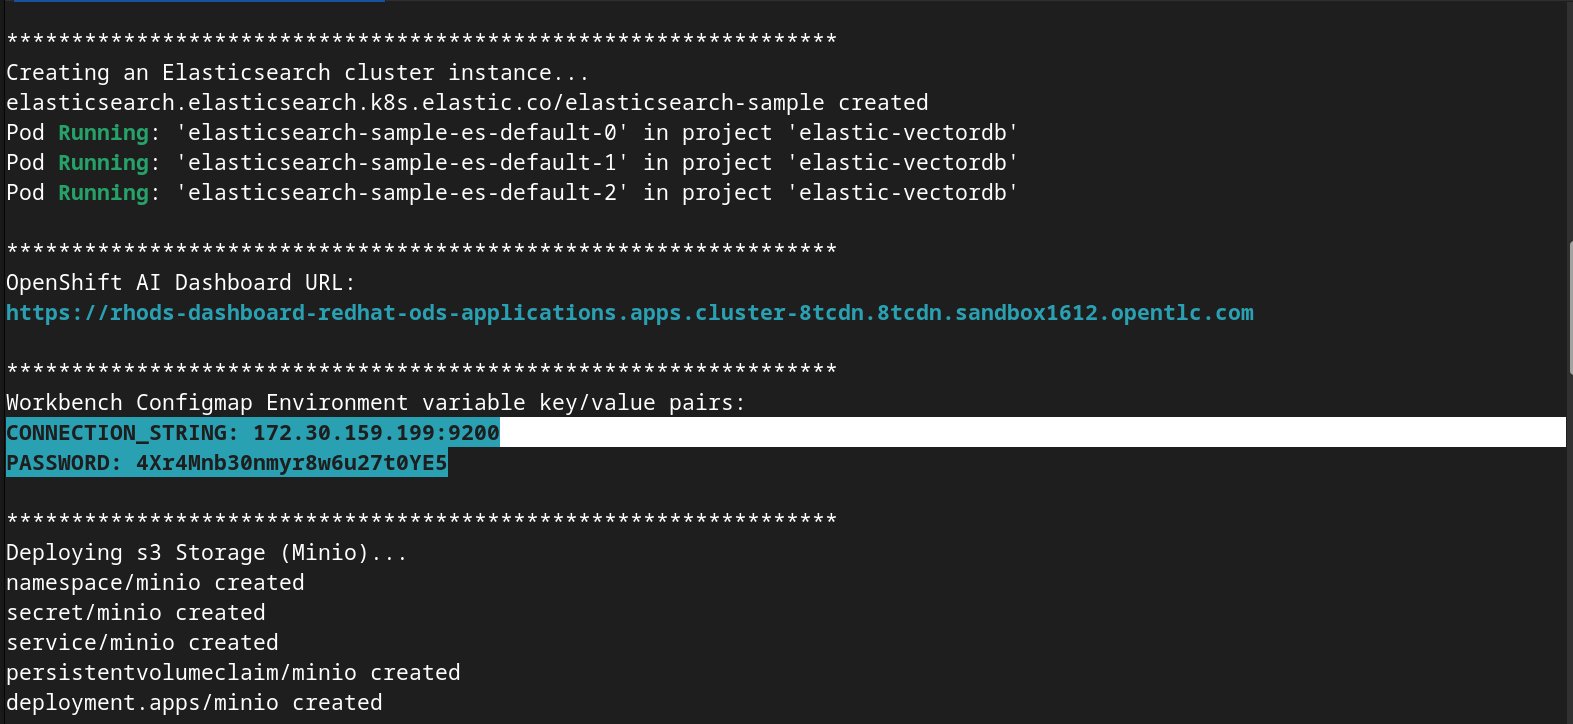 ****************************************************************
Creating an Elasticsearch cluster instance...
elasticsearch.elasticsearch.k8s.elastic.co/elasticsearch-sample created
Pod Running: 'elasticsearch-sample-es-default-0' in project 'elastic-vectordb'
Pod Running: 'elasticsearch-sample-es-default-1' in project 'elastic-vectordb'
Pod Running: 'elasticsearch-sample-es-default-2' in project 'elastic-vectordb'
****************************************************************
OpenShift AI Dashboard URL:
https://rhods-dashboard-redhat-ods-applications.apps.cluster-8tcdn.8tcdn.sandbox1612.opentlc.com
****************************************************************
Workbench Configmap Environment variable key/value pairs:
CONNECTION_STRING: 172.30.159.199:9200
PASSWORD: 4Xr4Mnb30nmyr8w6u27t0YE5
****************************************************************
Deploying s3 Storage (Minio)...
namespace/minio created
secret/minio created
service/minio created
persistentvolumeclaim/minio created
deployment.apps/minio created